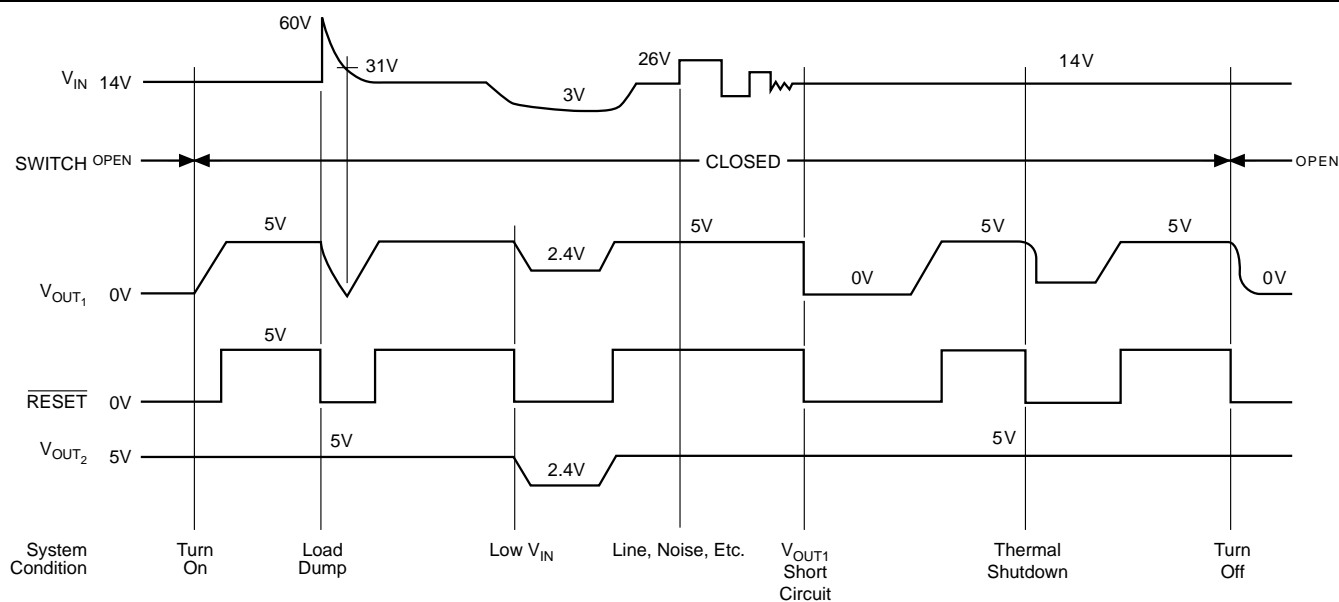 60V
V_IN 14V
31V
3V
26V
14V
SWITCH OPEN
CLOSED
OPEN
V_OUT₁ 0V
5V
2.4V
5V
0V
5V
5V
0V
RESET 0V
5V
V_OUT₂ 5V
5V
2.4V
5V
System
Condition
Turn
On
Load
Dump
Low V_IN
Line, Noise, Etc.
V_OUT1
Short
Circuit
Thermal
Shutdown
Turn
Off